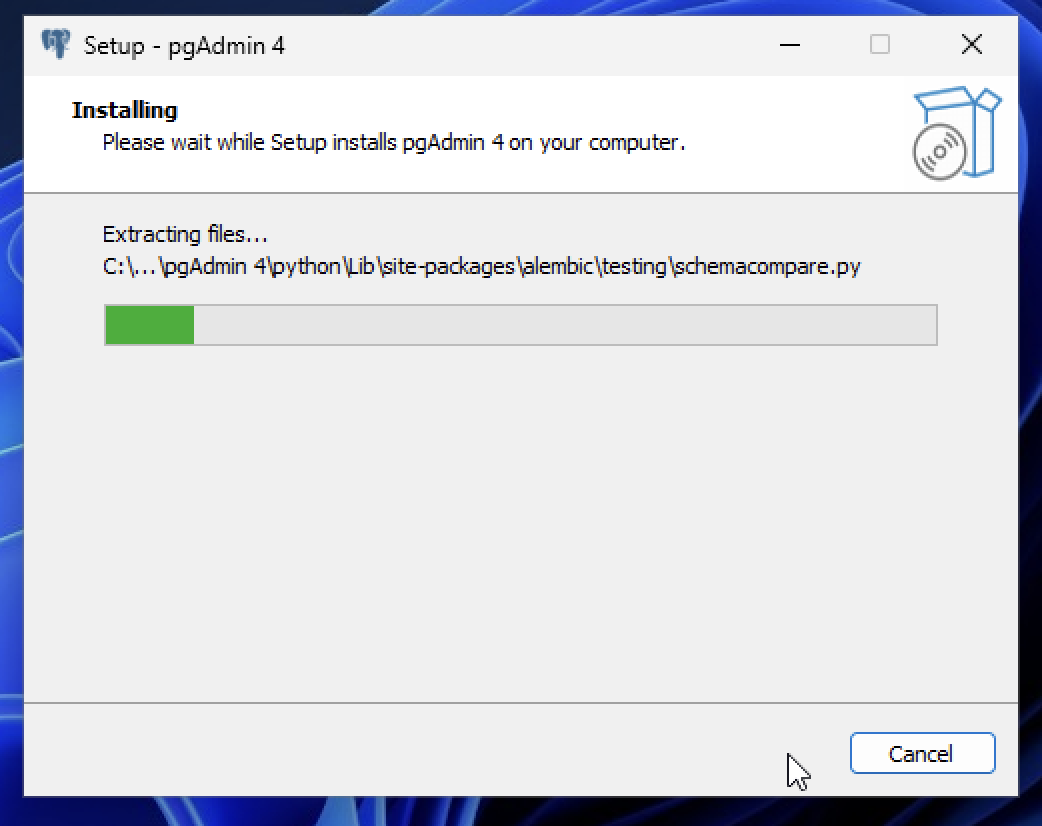 Setup - pgAdmin 4
Installing
Please wait while Setup installs pgAdmin 4 on your computer.
Extracting files...
C:\...\pgAdmin 4\python\Lib\site-packages\alembic\testing\schemacompare.py
Cancel